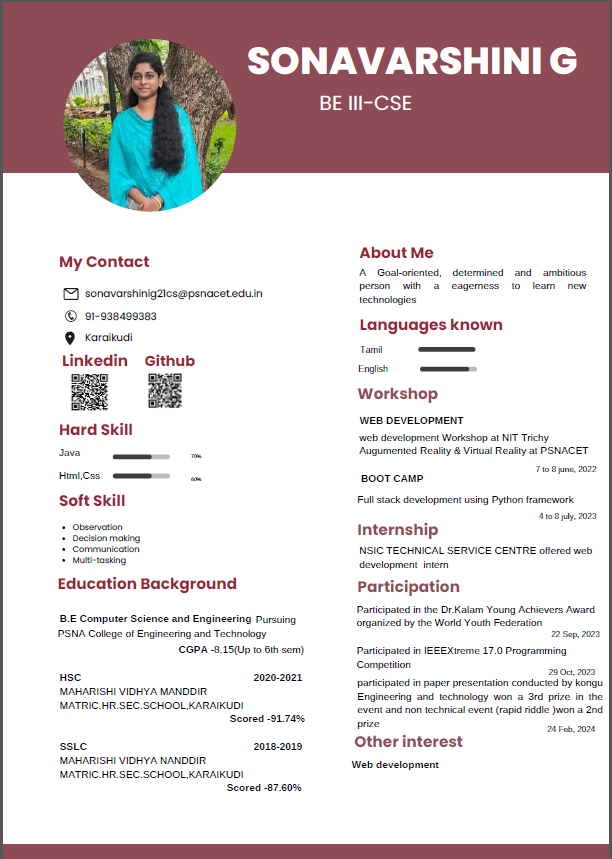 SONAVARSHINI G
BE III-CSE
My Contact
sonavarshinig21cs@psnacet.edu.in
91-938499383
Karaikudi
Linkedin Github
Hard Skill
Java 70%
Html,Css 60%
Soft Skill
Observation
Decision making
Communication
Multi-tasking
Education Background
B.E Computer Science and Engineering Pursuing
PSNA College of Engineering and Technology
CGPA -8.15(Up to 6th sem)
HSC 2020-2021
MAHARISHI VIDHYA MANDDIR
MATRIC.HR.SEC.SCHOOL,KARAIKUDI
Scored -91.74%
SSLC 2018-2019
MAHARISHI VIDHYA NANDDIR
MATRIC.HR.SEC.SCHOOL,KARAIKUDI
Scored -87.60%
About Me
A Goal-oriented, determined and ambitious
person with a eagerness to learn new
technologies
Languages known
Tamil
English
Workshop
WEB DEVELOPMENT
web development Workshop at NIT Trichy
Augumented Reality & Virtual Reality at PSNACET
7 to 8 june, 2022
BOOT CAMP
Full stack development using Python framework
4 to 8 july, 2023
Internship
NSIC TECHNICAL SERVICE CENTRE offered web
development intern
Participation
Participated in the Dr.Kalam Young Achievers Award
organized by the World Youth Federation
22 Sep, 2023
Participated in IEEEXtreme 17.0 Programming
Competition
29 Oct, 2023
participated in paper presentation conducted by kongu
Engineering and technology won a 3rd prize in the
event and non technical event (rapid riddle )won a 2nd
prize
24 Feb, 2024
Other interest
Web development